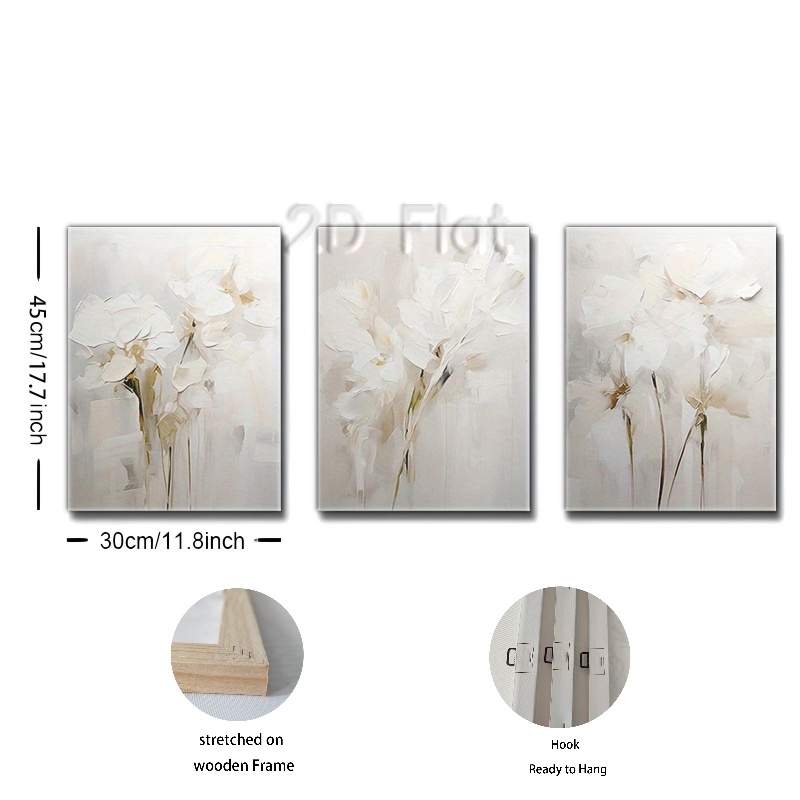 2D Flat
45cm/17.7inch
30cm/11.8inch
stretched on
wooden Frame
Hook
Ready to Hang